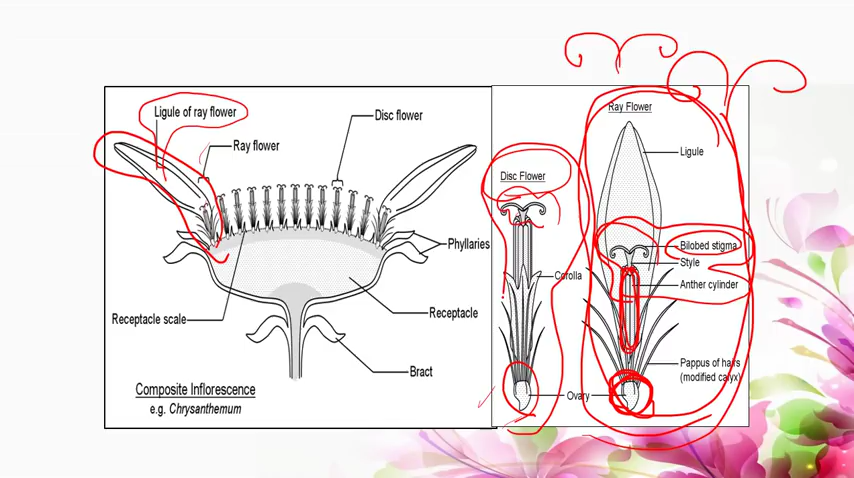 Ligule of ray flower
Ray flower
Disc flower
Phyllaries
Receptacle
Receptacle scale
Bract
Composite Inflorescence
e.g. Chrysanthemum
Ray Flower
Disc Flower
Ligule
Bilobed stigma
Style
Corolla
Anther cylinder
Pappus of hairs
(modified calyx)
Ovary